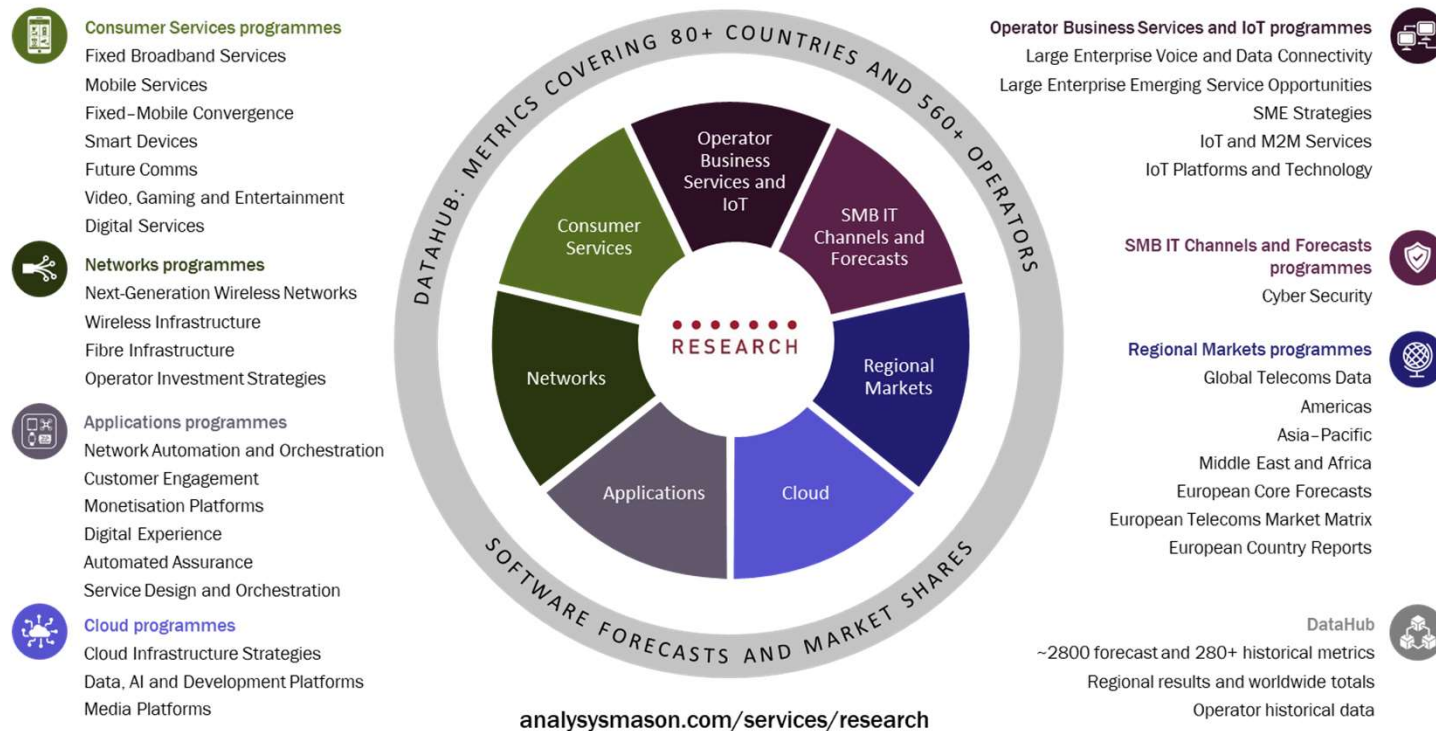 Consumer Services programmes
Fixed Broadband Services
Mobile Services
Fixed–Mobile Convergence
Smart Devices
Future Comms
Video, Gaming and Entertainment
Digital Services
Networks programmes
Next-Generation Wireless Networks
Wireless Infrastructure
Fibre Infrastructure
Operator Investment Strategies
Applications programmes
Network Automation and Orchestration
Customer Engagement
Monetisation Platforms
Digital Experience
Automated Assurance
Service Design and Orchestration
Cloud programmes
Cloud Infrastructure Strategies
Data, AI and Development Platforms
Media Platforms
DATAHUB: METRICS COVERING 80+ COUNTRIES AND 560+ OPERATORS
Operator
Business
Services and
IoT
Consumer
Services
SMB IT
Channels and
Forecasts
RESEARCH
Networks
Regional
Markets
Applications
Cloud
SOFTWARE FORECASTS AND MARKET SHARES
analysysmason.com/services/research
Operator Business Services and IoT programmes
Large Enterprise Voice and Data Connectivity
Large Enterprise Emerging Service Opportunities
SME Strategies
IoT and M2M Services
IoT Platforms and Technology
SMB IT Channels and Forecasts
programmes
Cyber Security
Regional Markets programmes
Global Telecoms Data
Americas
Asia–Pacific
Middle East and Africa
European Core Forecasts
European Telecoms Market Matrix
European Country Reports
DataHub
~2800 forecast and 280+ historical metrics
Regional results and worldwide totals
Operator historical data